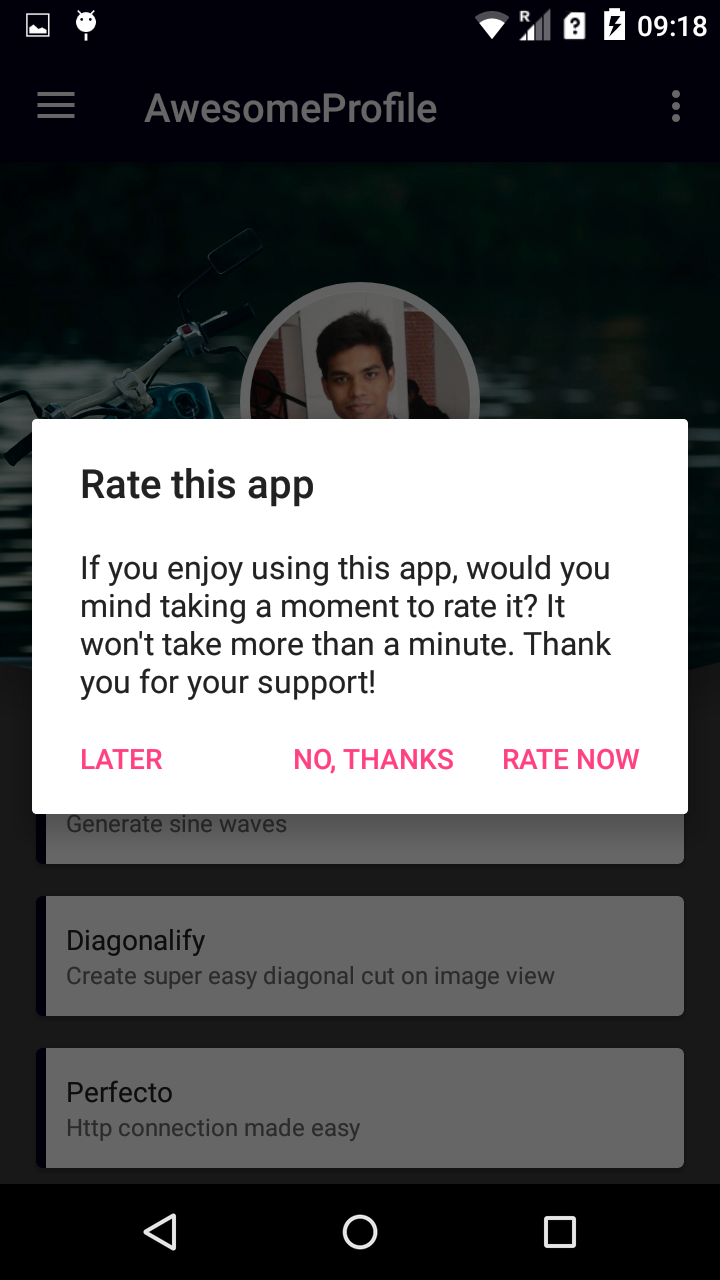 R
?
09:18
AwesomeProfile
Rate this app
If you enjoy using this app, would you
mind taking a moment to rate it? It
won't take more than a minute. Thank
you for your support!
LATER NO, THANKS RATE NOW
Generate sine waves
Diagonalify
Create super easy diagonal cut on image view
Perfecto
Http connection made easy